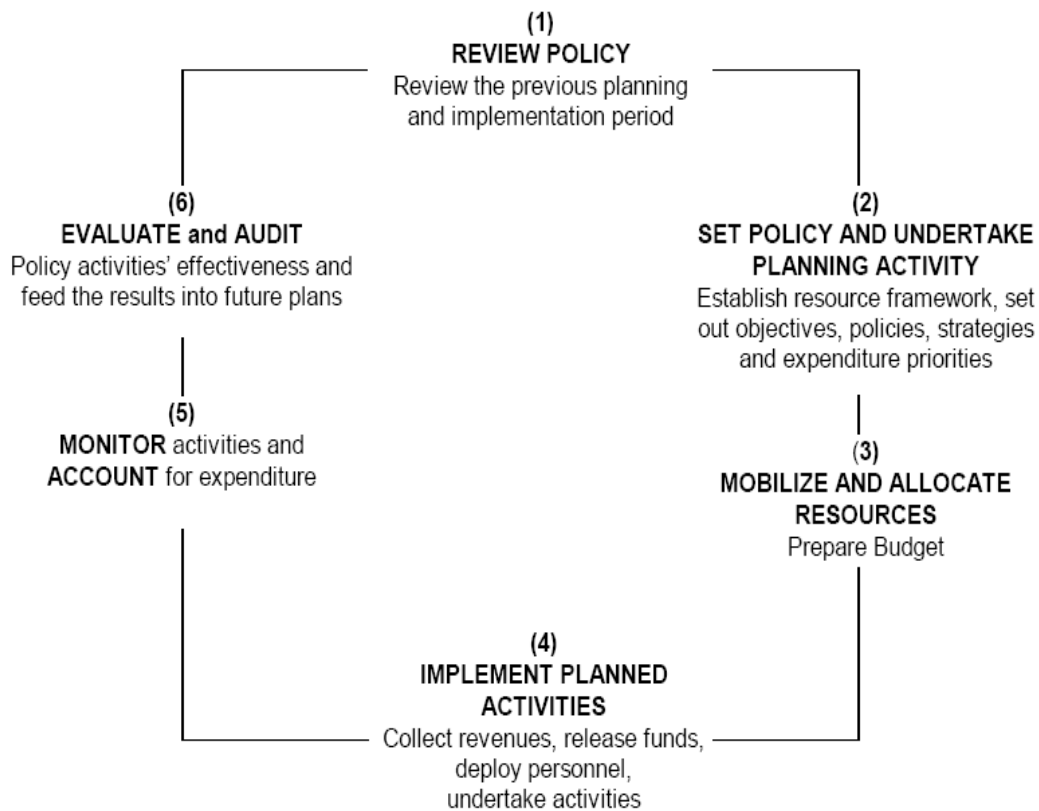 (1)
REVIEW POLICY
Review the previous planning
and implementation period
(2)
SET POLICY AND UNDERTAKE
PLANNING ACTIVITY
Establish resource framework, set
out objectives, policies, strategies
and expenditure priorities
(3)
MOBILIZE AND ALLOCATE
RESOURCES
Prepare Budget
(4)
IMPLEMENT PLANNED
ACTIVITIES
Collect revenues, release funds,
deploy personnel,
undertake activities
(5)
MONITOR activities and
ACCOUNT for expenditure
(6)
EVALUATE and AUDIT
Policy activities’ effectiveness and
feed the results into future plans